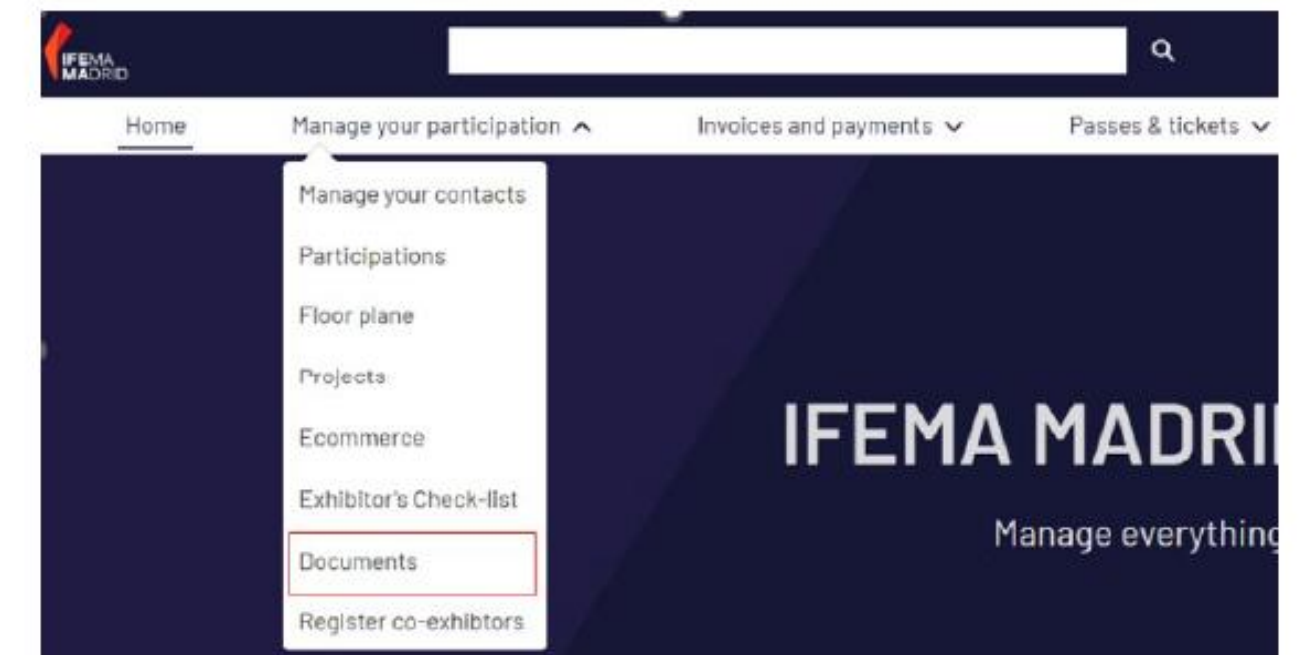 IFEMA
MADRID
Home Manage your participation Invoices and payments Passes & tickets
Manage your contacts
Participations
Floor plane
Projects
Ecommerce
Exhibitor's Check-list
Documents
Register co-exhibtors
IFEMA MADRI
Manage everything